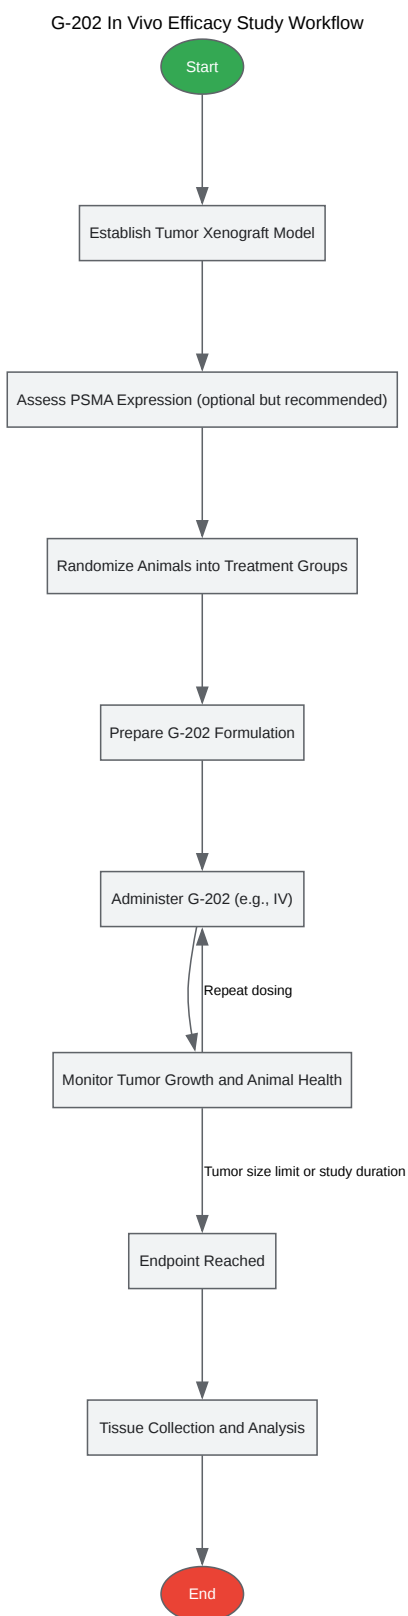 G-202 In Vivo Efficacy Study Workflow
Start
Establish Tumor Xenograft Model
Assess PSMA Expression (optional but recommended)
Randomize Animals into Treatment Groups
Prepare G-202 Formulation
Administer G-202 (e.g., IV)
Repeat dosing
Monitor Tumor Growth and Animal Health
Tumor size limit or study duration
Endpoint Reached
Tissue Collection and Analysis
End